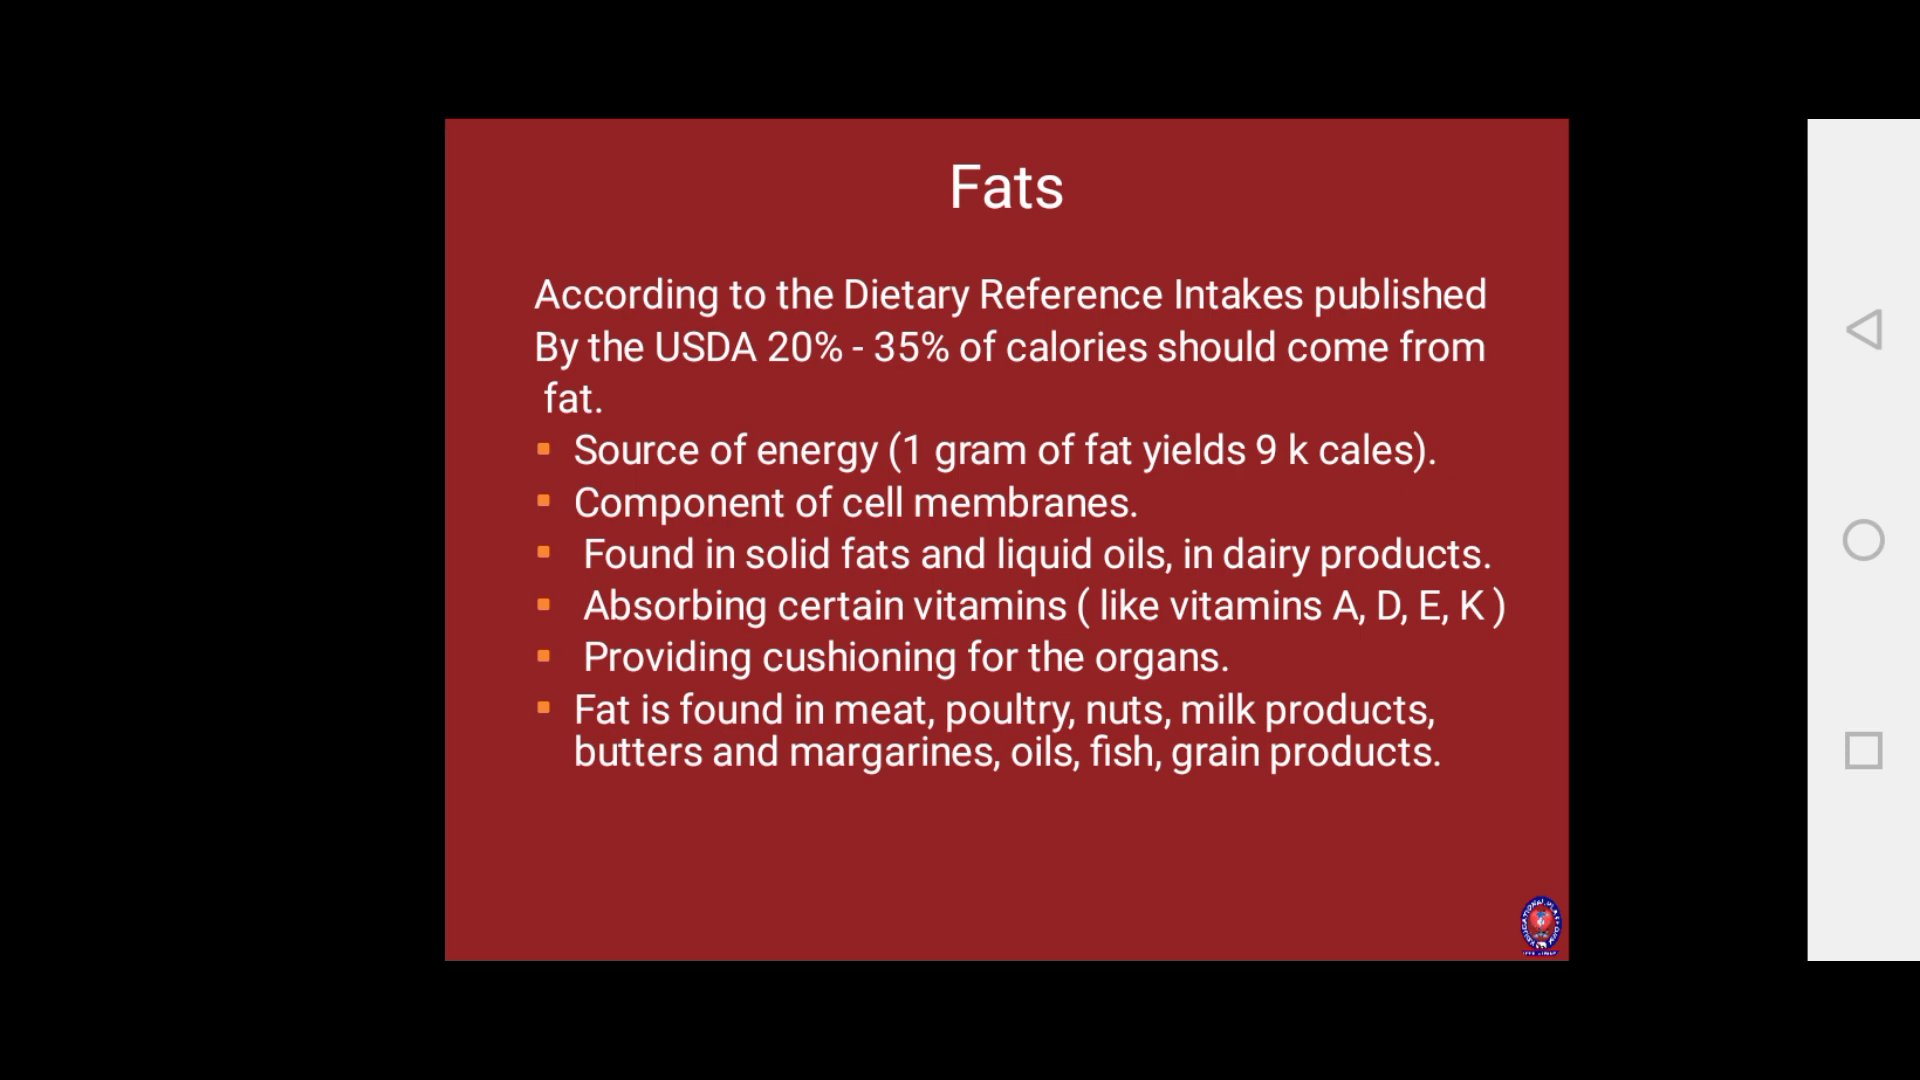 Fats
According to the Dietary Reference Intakes published
By the USDA 20% - 35% of calories should come from
fat.
Source of energy (1 gram of fat yields 9 k cales).
Component of cell membranes.
Found in solid fats and liquid oils, in dairy products.
Absorbing certain vitamins ( like vitamins A, D, E, K )
Providing cushioning for the organs.
Fat is found in meat, poultry, nuts, milk products,
butters and margarines, oils, fish, grain products.